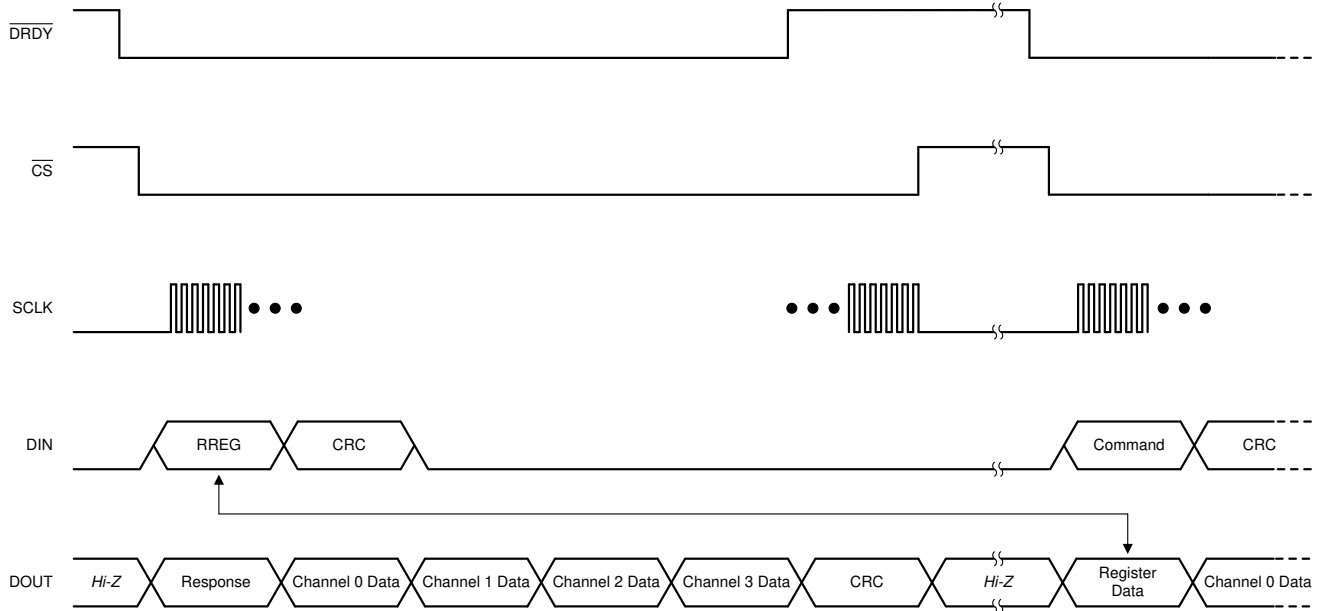 DRDY
CS
SCLK
DIN
RREG
CRC
Command
CRC
DOUT
Hi-Z
Response
Channel 0 Data
Channel 1 Data
Channel 2 Data
Channel 3 Data
CRC
Hi-Z
Register
Data
Channel 0 Data